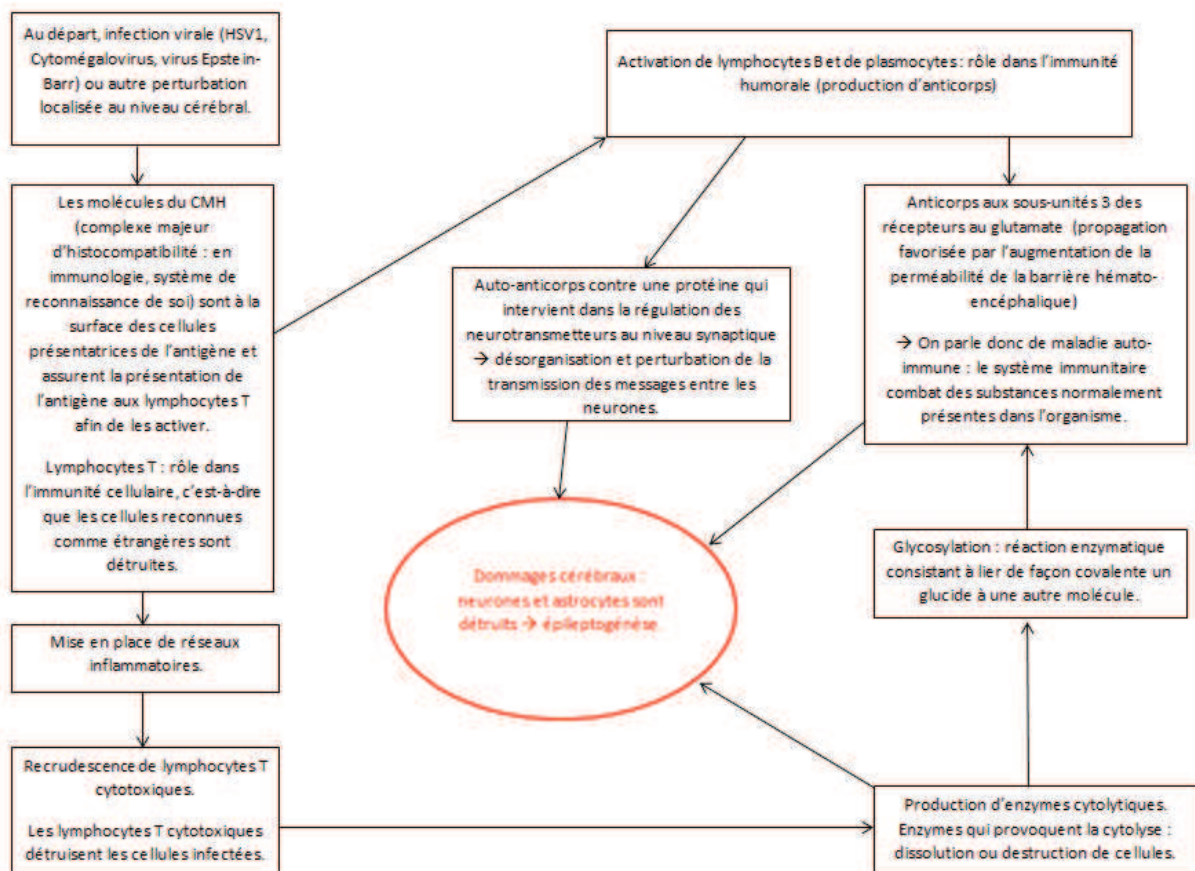 Au départ, infection virale (HSV1,
Cytomégalovirus, virus Epstein-
Barr) ou autre perturbation
localisée au niveau cérébral.
Les molécules du CMH
(complexe majeur
d'histocompatibilité : en
immunologie, système de
reconnaissance de soi) sont à la
surface des cellules
présentatrices de l'antigène et
assurent la présentation de
l'antigène aux lymphocytes T
afin de les activer.
Lymphocytes T : rôle dans
l'immunité cellulaire, c'est-à-dire
que les cellules reconnues
comme étrangères sont
détruites.
Mise en place de réseaux
inflammatoires.
Recrudescence de lymphocytes T
cytotoxiques.
Les lymphocytes T cytotoxiques
détruisent les cellules infectées.
Activation de lymphocytes B et de plasmocytes : rôle dans l'immunité
humorale (production d'anticorps)
Auto-anticorps contre une protéine qui
intervient dans la régulation des
neurotransmetteurs au niveau synaptique
→ désorganisation et perturbation de la
transmission des messages entre les
neurones.
Anticorps aux sous-unités 3 des
récepteurs au glutamate (propagation
favorisée par l'augmentation de la
perméabilité de la barrière hémato-
encéphalique)
→ On parle donc de maladie auto-
immune : le système immunitaire
combat des substances normalement
présentes dans l'organisme.
Dommages cérébraux :
neurones et astrocytes sont
détruits → épileptogénèse.
Glycosylation : réaction enzymatique
consistant à lier de façon covalente un
glucide à une autre molécule.
Production d'enzymes cytolytiques.
Enzymes qui provoquent la cytolyse :
dissolution ou destruction de cellules.